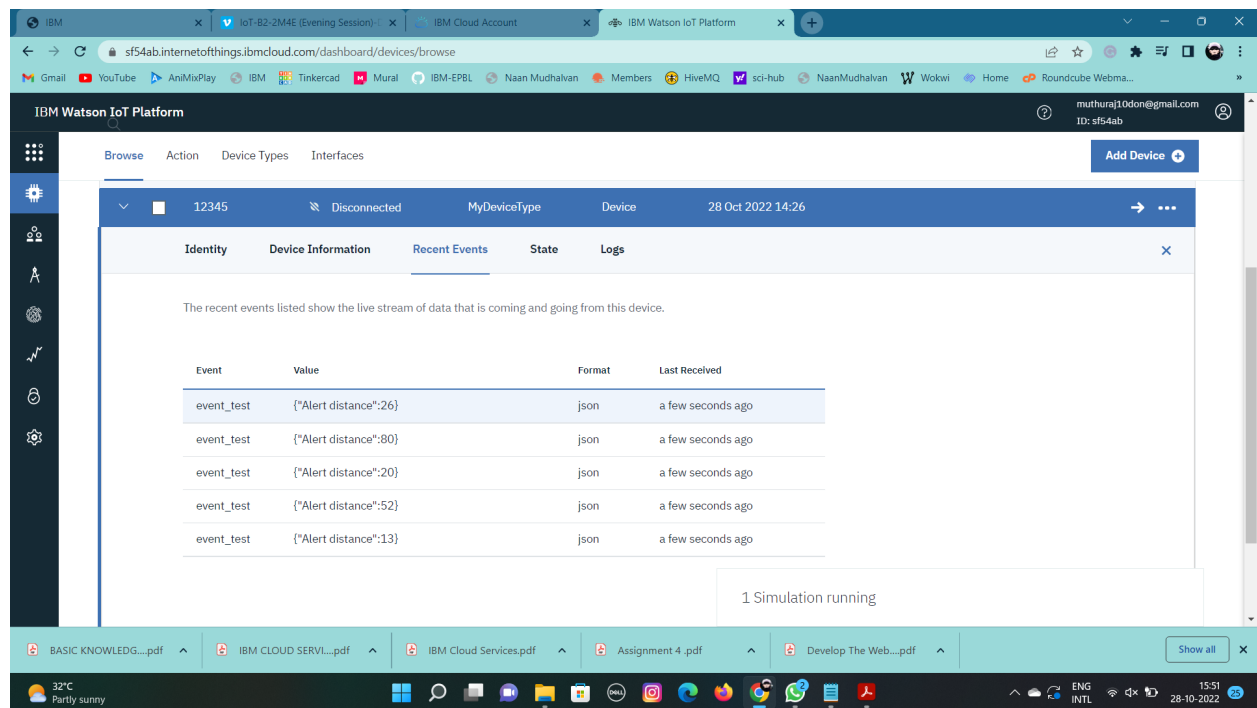 IBM
IoT-B2-2M4E (Evening Session)-
IBM Cloud Account
IBM Watson IoT Platform
sf54ab.internetofthings.ibmcloud.com/dashboard/devices/browse
Gmail YouTube AniMixPlay IBM Tinkercad Mural IBM-EPBL Naan Mudhalvan Members HiveMQ sci-hub NaanMudhalvan Wokwi Home Roundcube Webma... »
IBM Watson IoT Platform
muthuraj10don@gmail.com
ID: sf54ab
Browse Action Device Types Interfaces
Add Device
12345 Disconnected MyDeviceType Device 28 Oct 2022 14:26
Identity Device Information Recent Events State Logs
The recent events listed show the live stream of data that is coming and going from this device.
Event Value Format Last Received
event_test {"Alert distance":26} json a few seconds ago
event_test {"Alert distance":80} json a few seconds ago
event_test {"Alert distance":20} json a few seconds ago
event_test {"Alert distance":52} json a few seconds ago
event_test {"Alert distance":13} json a few seconds ago
1 Simulation running
BASIC KNOWLEDG....pdf IBM CLOUD SERVI....pdf IBM Cloud Services.pdf Assignment 4 .pdf Develop The Web....pdf Show all
32°C
Partly sunny
DELL
2
ENG
INTL
15:51
28-10-2022
25